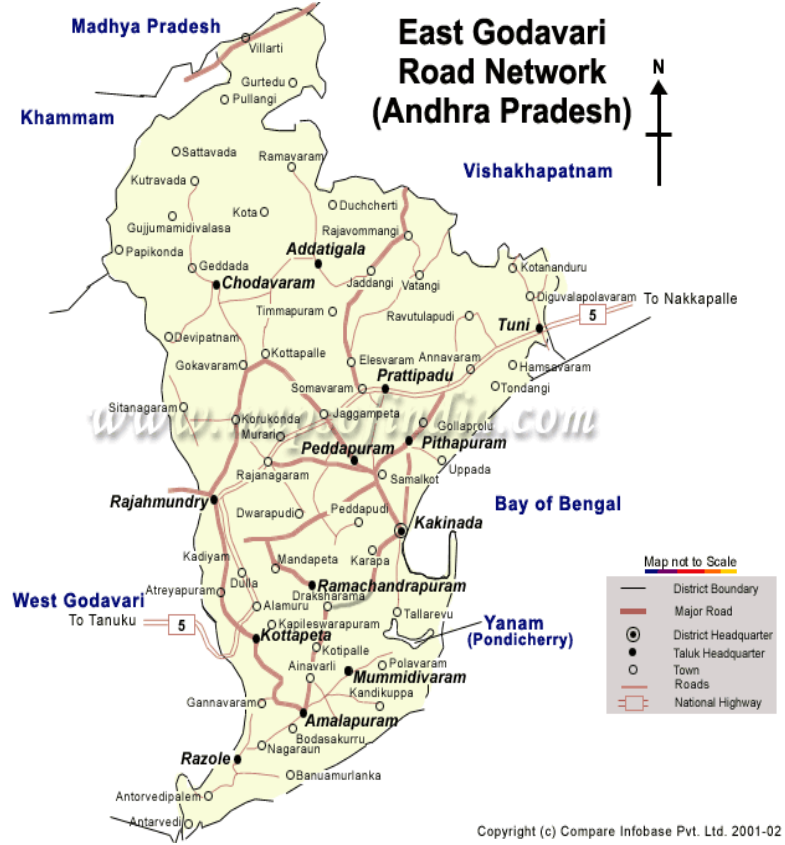 East Godavari
Road Network
(Andhra Pradesh)
N
Madhya Pradesh
Villarti
Gurtedu
Pullangi
Khammam
Sattavada
Ramavaram
Vishakhapatnam
Kutravada
Duchcherti
Kota
Gujjumamidivalasa
Rajavommangi
Papikonda
Addatigala
Geddada
Kotananduru
Chodavaram
Jaddangi
Vatangi
Diguvalapolavaram
To Nakkapalle
Timmapuram
Ravutulapudi
5
Tuni
Devipatnam
Kottapalle
Gokavaram
Elesvaram
Annavaram
Hamsavaram
Prattipadu
Somavaram
Tondangi
Sitanagaram
www.mapsofindia.com
Jaggampeta
Korukonda
Gollaprolu
Murari
Peddapuram
Pithapuram
Uppada
Rajanagaram
Samalkot
Rajahmundry
Bay of Bengal
Peddapudi
Dwarapudi
Kakinada
Kadiyam
Karapa
Mandapeta
Map not to Scale
Dulla
Ramachandrapuram
Atreyapuram
Draksharama
West Godavari
Alamuru
Tallarevu
To Tanuku
5
Kapileswarapuram
Yanam
(Pondicherry)
Kottapeta
Kotipalle
Ainavarli
Polavaram
Mummidivaram
Kandikuppa
Gannavaram
Amalapuram
Bodasakurru
Nagaraun
Razole
Banuamurlanka
Antorvedipalem
Antarvedi
District Boundary
Major Road
District Headquarter
Taluk Headquarter
Town
Roads
National Highway
Copyright (c) Compare Infobase Pvt. Ltd. 2001-02